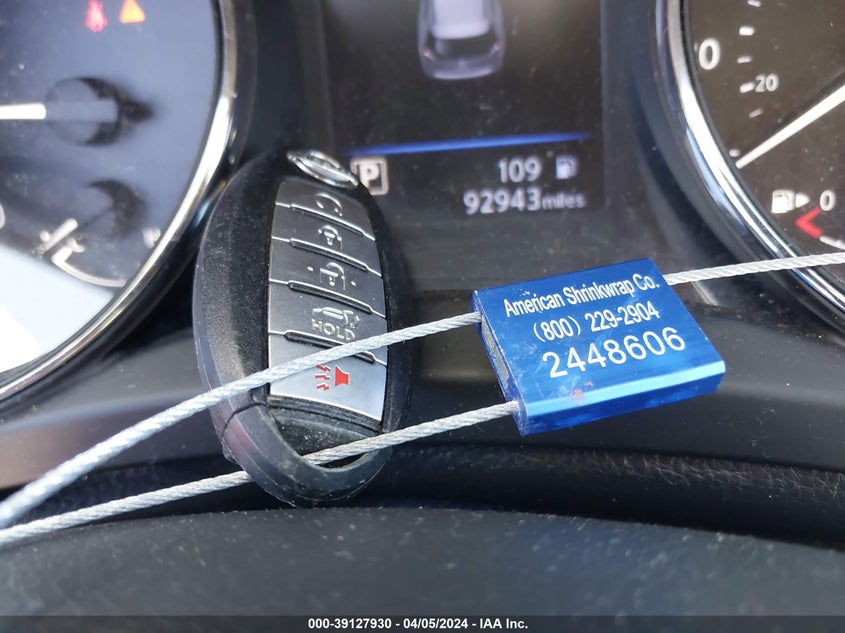 0
20
P 109
92943 miles
0
HOLD
American Shrinkwrap Co.
(800) 229-2904
2448606
000-39127930 - 04/05/2024 - IAA Inc.